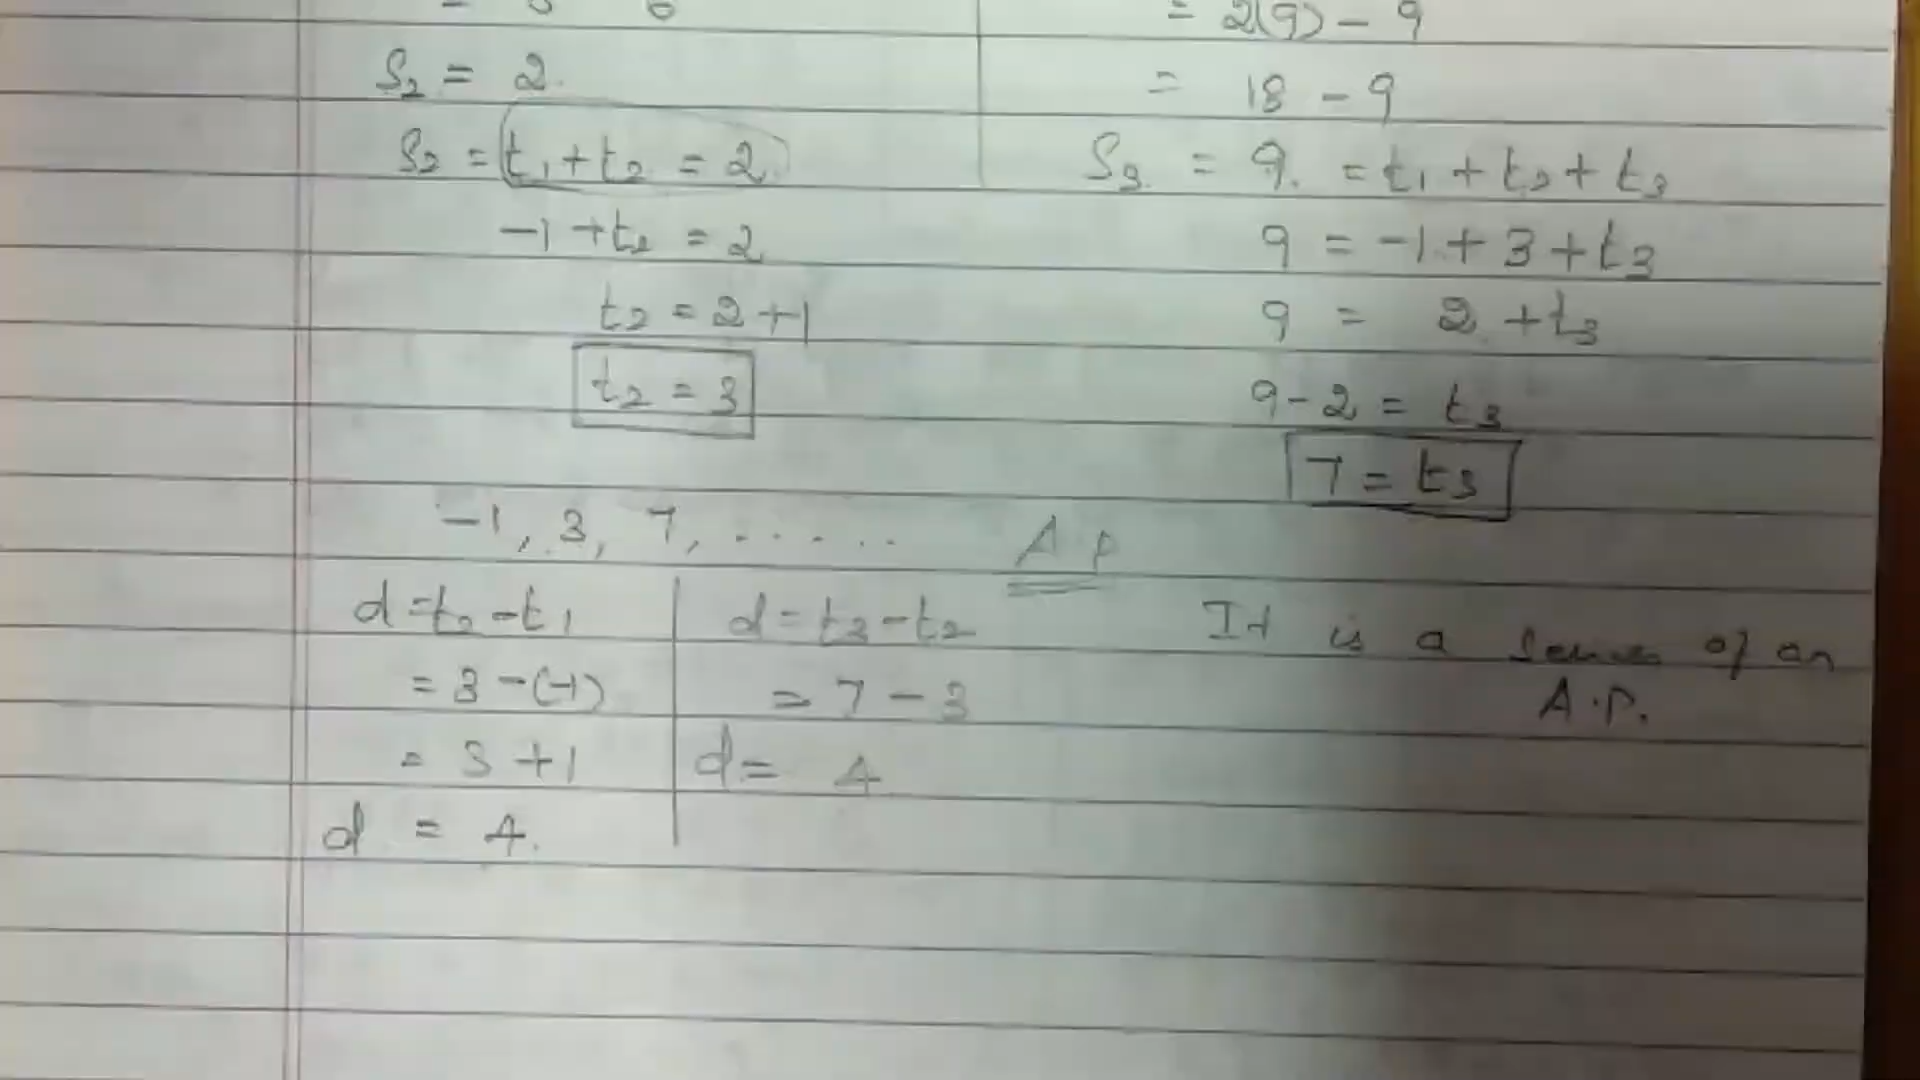 = 2(9) - 9
S2 = 2.
= 18 - 9
S2 = t1 + t2 = 2.
S3 = 9. = t1 + t2 + t3
-1 + t2 = 2
9 = -1 + 3 + t3
t2 = 2 + 1
9 = 2 + t3
t2 = 3
9 - 2 = t3
7 = t3
-1, 3, 7, ...... A.P
d = t2 - t1
d = t3 - t2
It is a of an
= 3 - (-1)
= 7 - 3
A.P.
= 3 + 1
d = 4
d = 4.